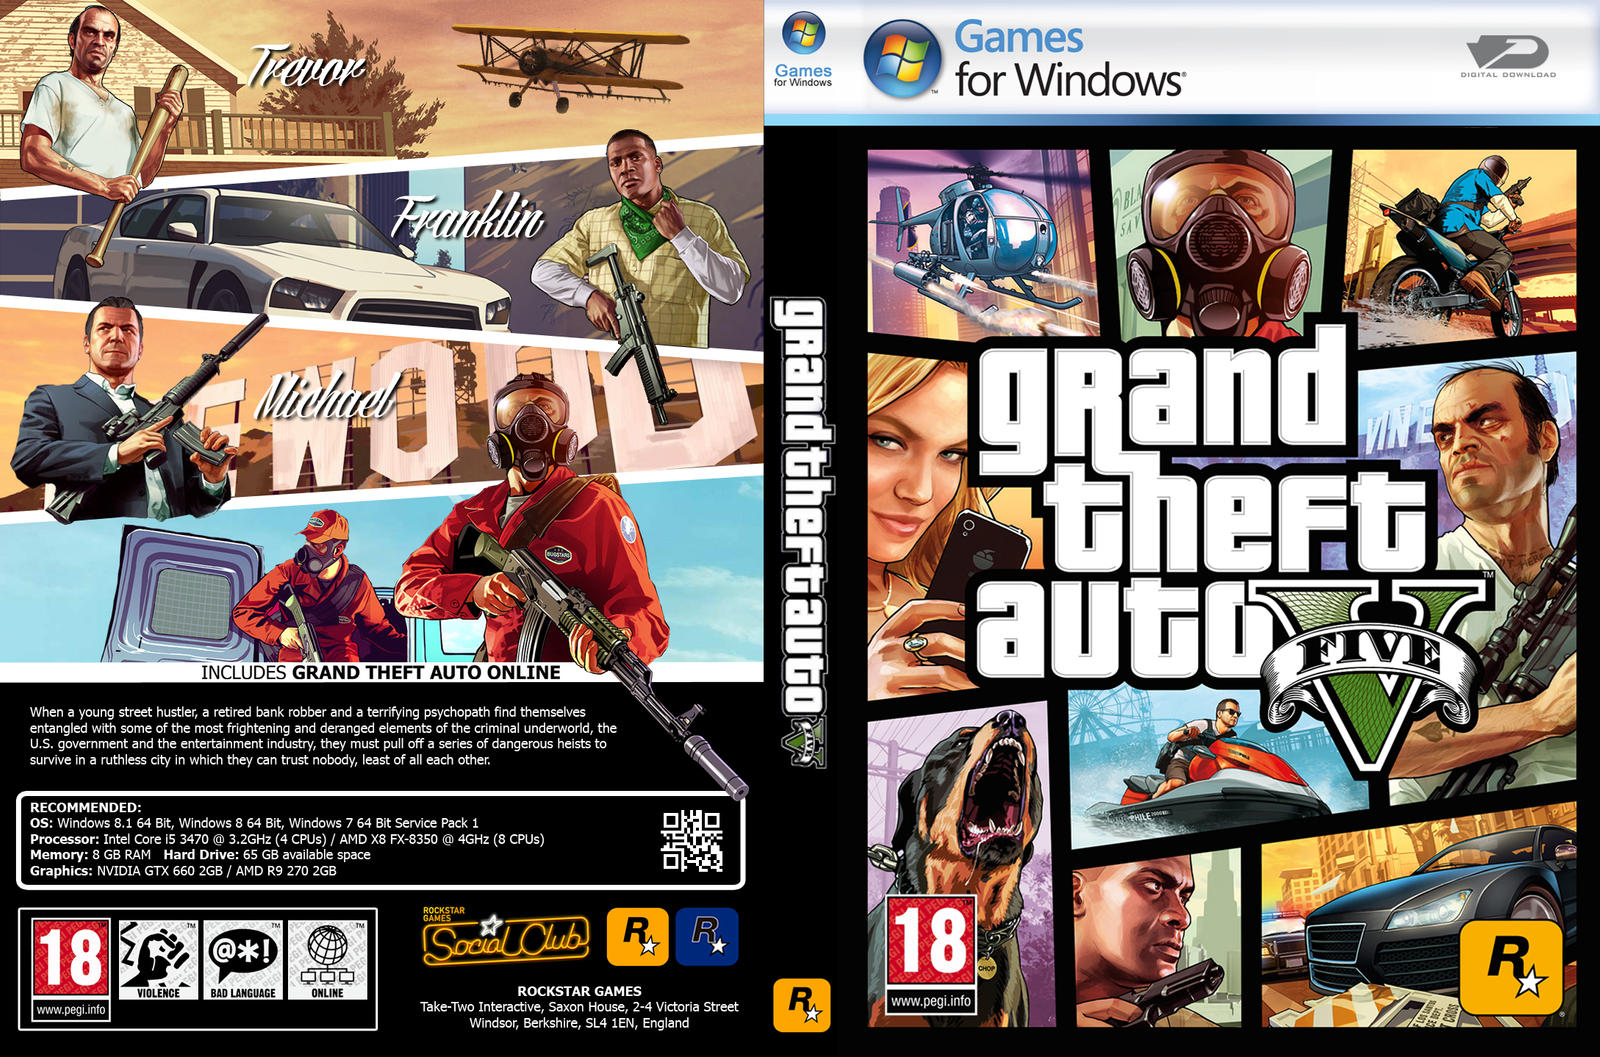 Trevor
Franklin
Michael
EWOOD
BUGSTARS
INCLUDES GRAND THEFT AUTO ONLINE
When a young street hustler, a retired bank robber and a terrifying psychopath find themselves
entangled with some of the most frightening and deranged elements of the criminal underworld, the
U.S. government and the entertainment industry, they must pull off a series of dangerous heists to
survive in a ruthless city in which they can trust nobody, least of all each other.
RECOMMENDED:
OS: Windows 8.1 64 Bit, Windows 8 64 Bit, Windows 7 64 Bit Service Pack 1
Processor: Intel Core i5 3470 @ 3.2GHz (4 CPUs) / AMD X8 FX-8350 @ 4GHz (8 CPUs)
Memory: 8 GB RAM Hard Drive: 65 GB available space
Graphics: NVIDIA GTX 660 2GB / AMD R9 270 2GB
18
www.pegi.info
VIOLENCE
@*!
BAD LANGUAGE
ONLINE
ROCKSTAR
GAMES
Social Club
R
R
ROCKSTAR GAMES
Take-Two Interactive, Saxon House, 2-4 Victoria Street
Windsor, Berkshire, SL4 1EN, England
Games
for Windows
grand theft auto
FIVE
R
Games
for Windows®
DIGITAL DOWNLOAD
grand
theft
auto V
FIVE
TM
VINE
CHOP
18
www.pegi.info
R